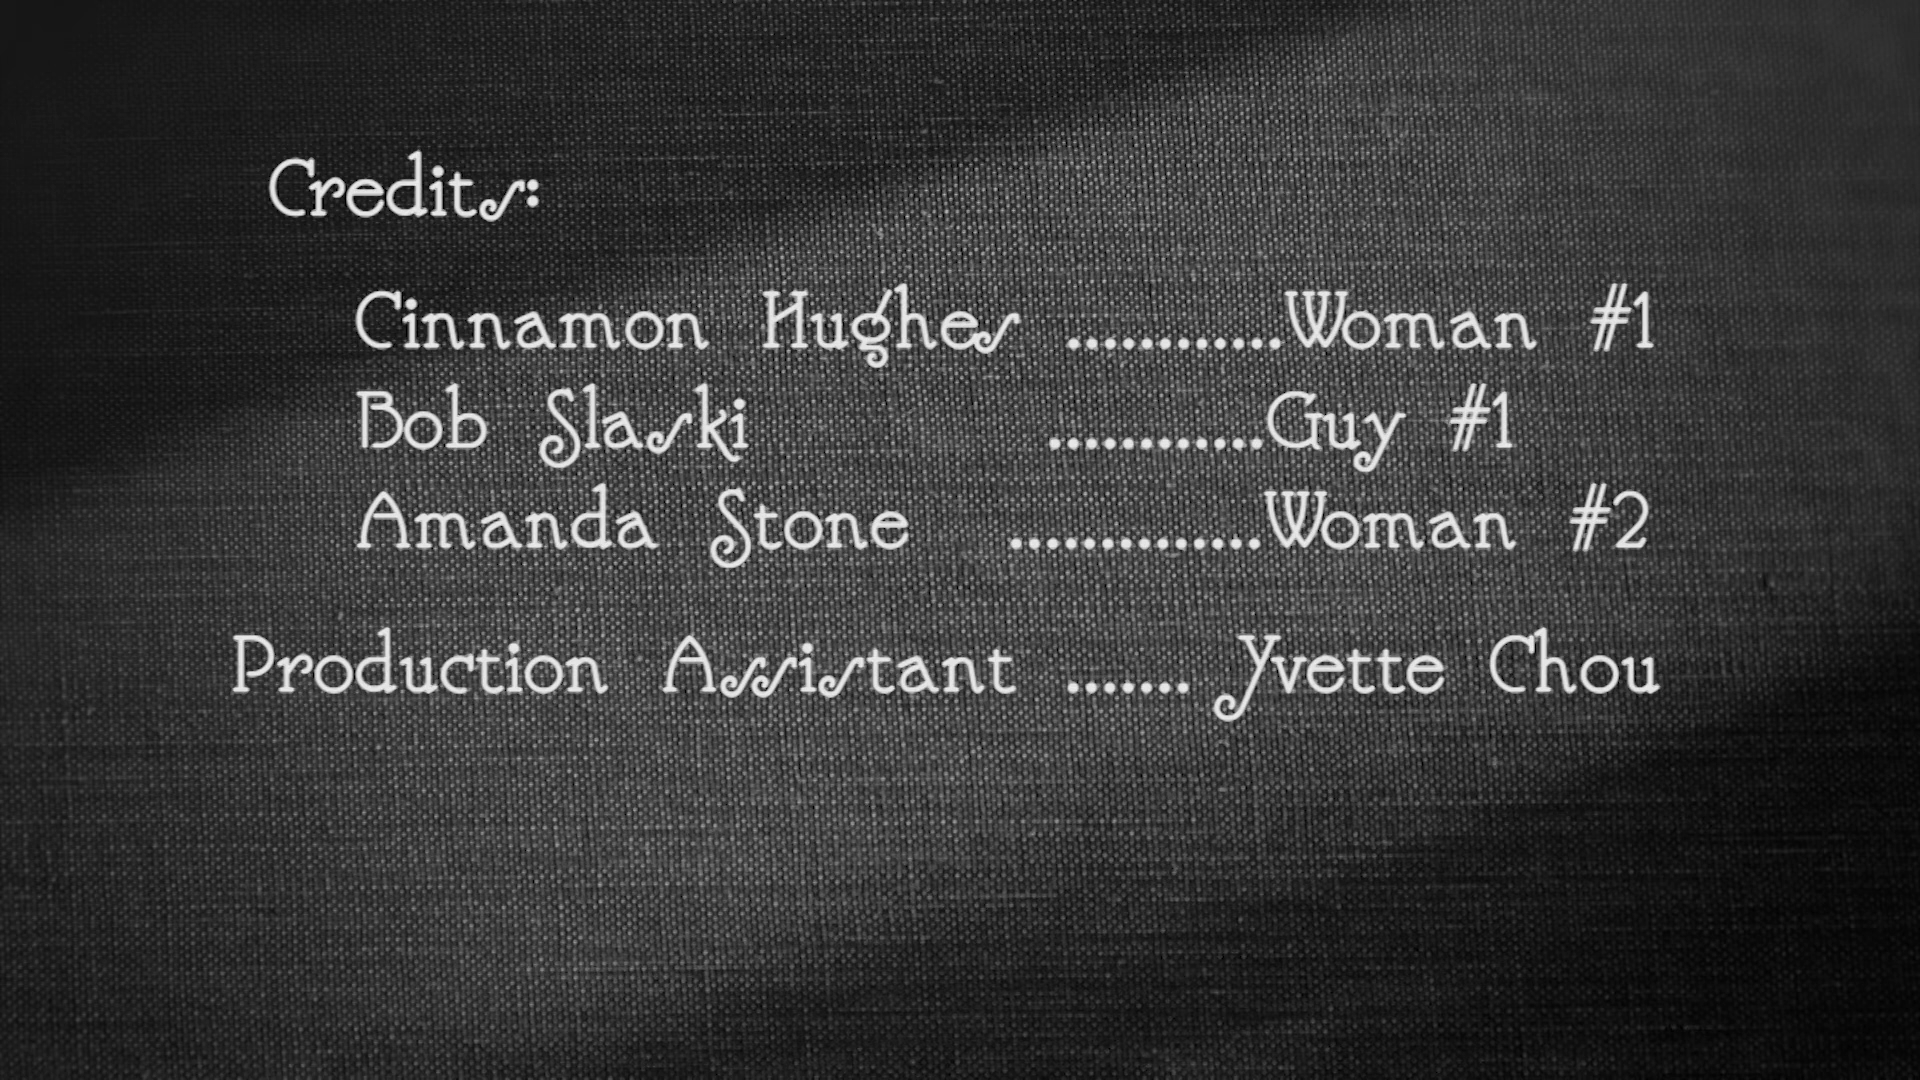 Credits:
Cinnamon Hughes ............Woman #1
Bob Slaski ............Guy #1
Amanda Stone ..............Woman #2
Production Assistant ....... Yvette Chou